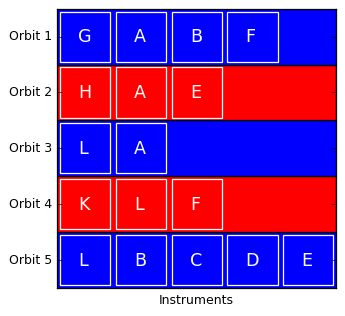 Orbit 1 G A B F
Orbit 2 H A E
Orbit 3 L A
Orbit 4 K L F
Orbit 5 L B C D E
Instruments